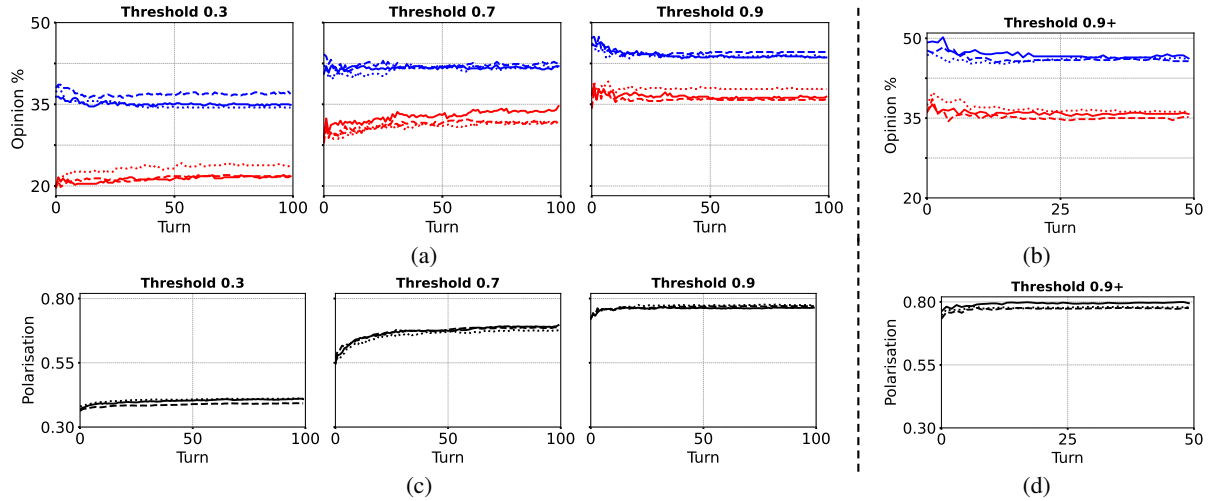 Threshold 0.3
Threshold 0.7
Threshold 0.9
Threshold 0.9+
Opinion %
50
35
20
0
50
100
Turn
0
50
100
Turn
0
50
100
Turn
(a)
Opinion %
50
35
20
0
25
50
Turn
(b)
Threshold 0.3
Threshold 0.7
Threshold 0.9
Threshold 0.9+
Polarisation
0.80
0.55
0.30
0
50
100
Turn
0
50
100
Turn
0
50
100
Turn
(c)
Polarisation
0.80
0.55
0.30
0
25
50
Turn
(d)